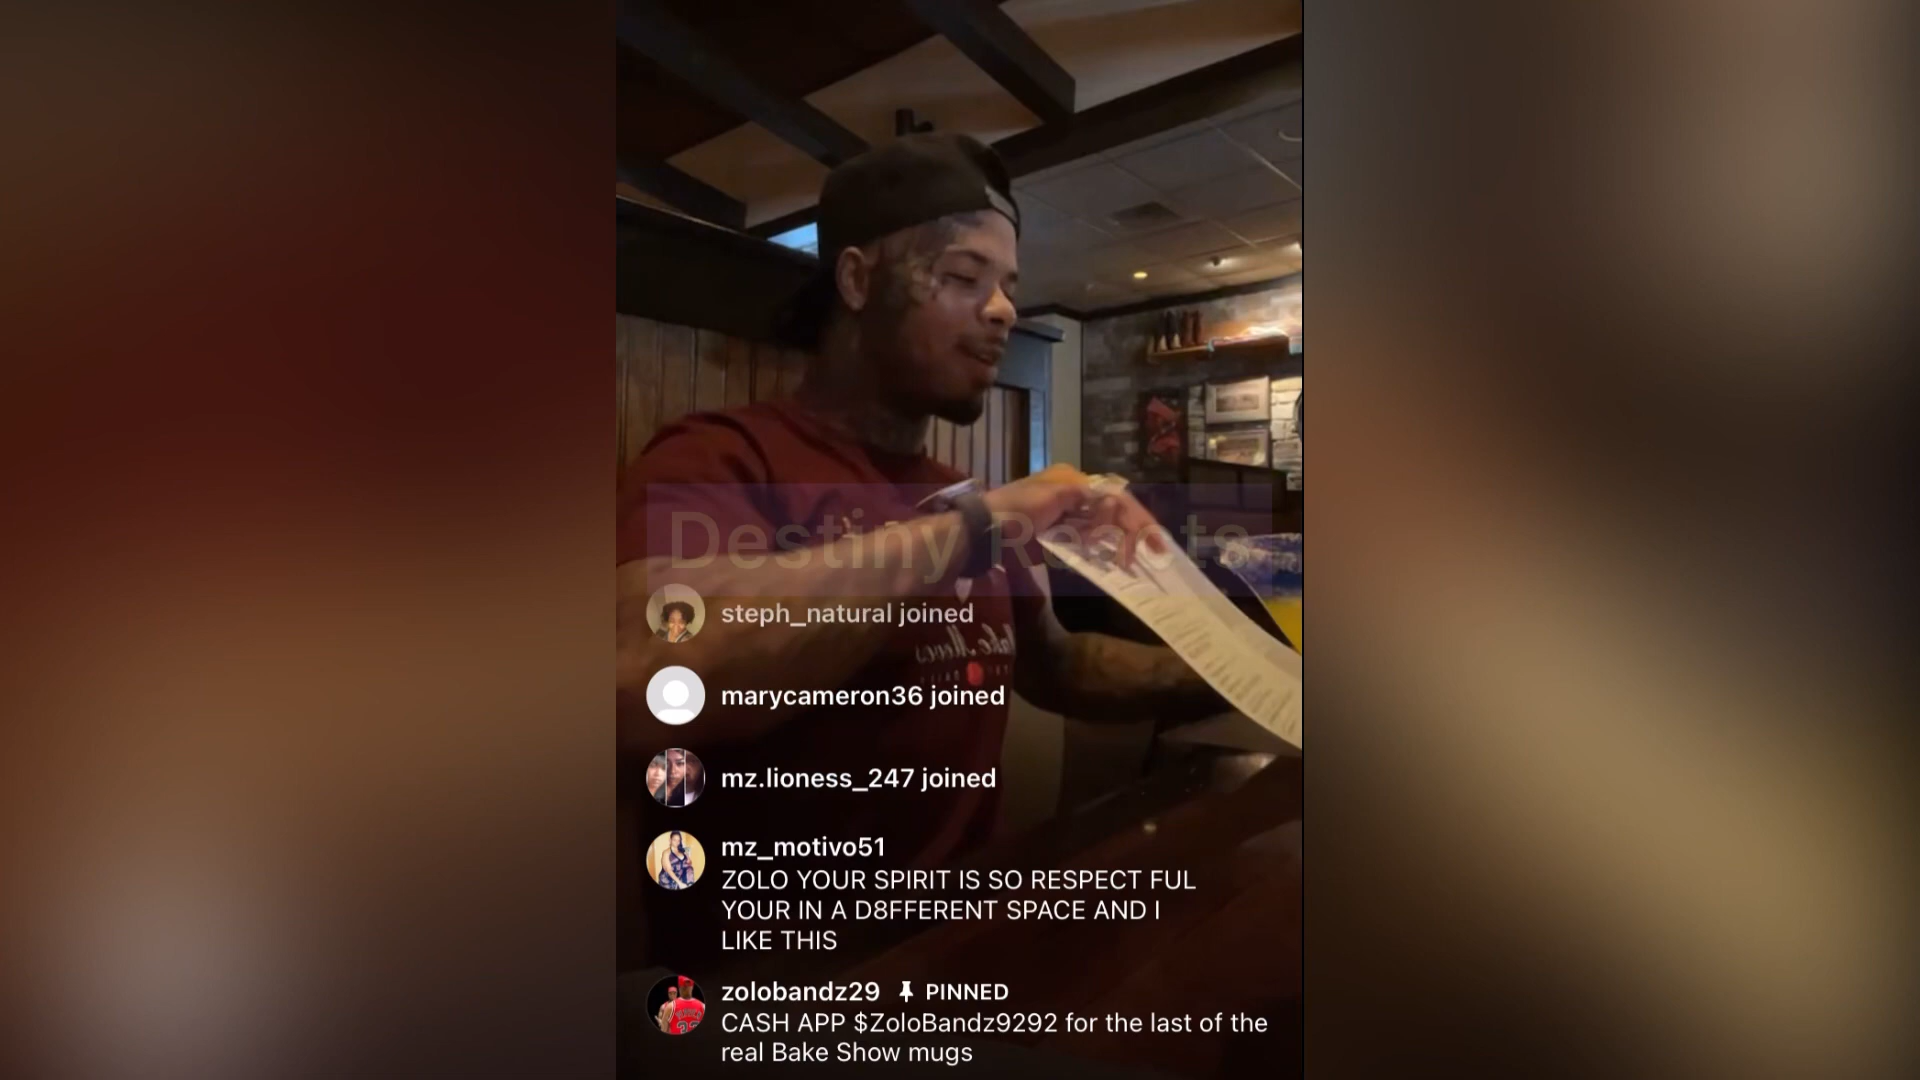 Destiny Reacts
steph_natural joined
marycameron36 joined
mz.lioness_247 joined
mz_motivo51
ZOLO YOUR SPIRIT IS SO RESPECT FUL
YOUR IN A D8FFERENT SPACE AND I
LIKE THIS
zolobandz29 PINNED
CASH APP $ZoloBandz9292 for the last of the
real Bake Show mugs